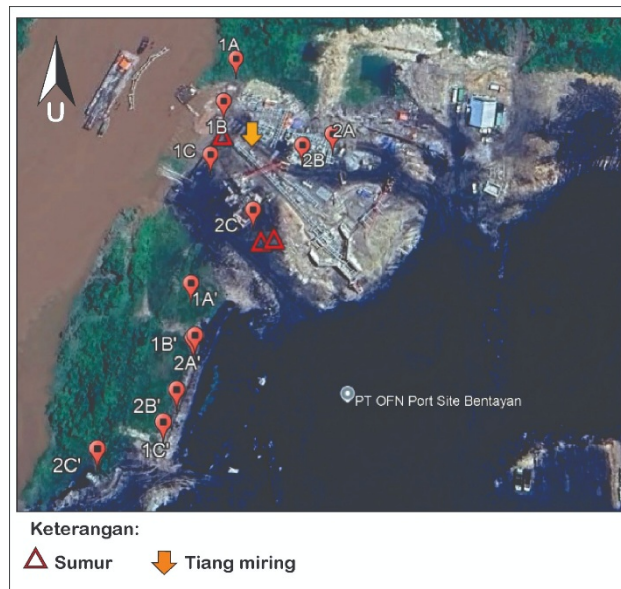 1A
1B
2A
1C
2B
2C
U
1A'
1B'
2A'
2B'
1C'
2C'
PT OFN Port Site Bentayan
Keterangan:
Sumur
Tiang miring